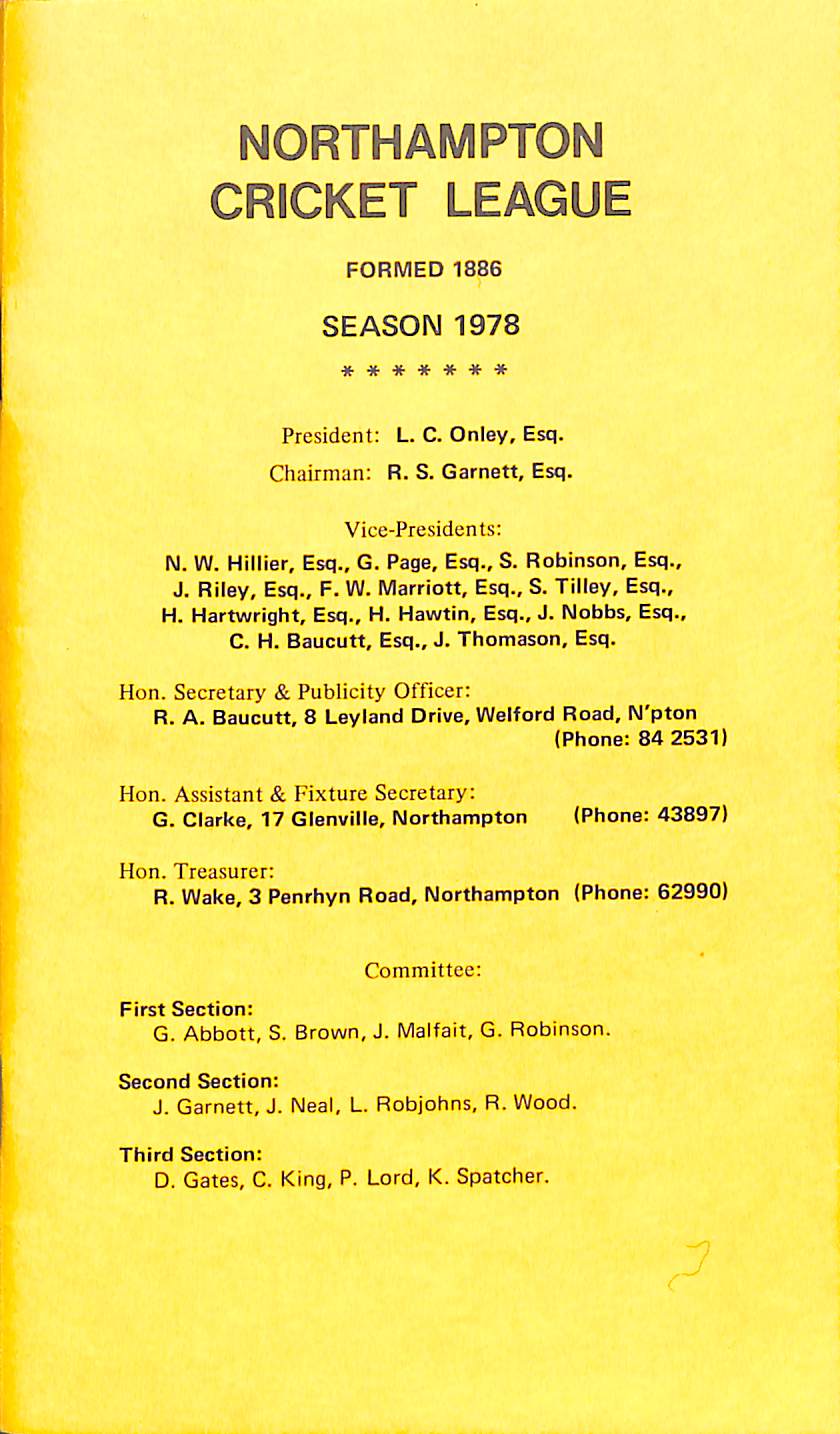 NORTHAMPTON
CRICKET LEAGUE
FORMED 1886
SEASON 1978
* * * * * * *
President: L. C. Onley, Esq.
Chairman: R. S. Garnett, Esq.
Vice-Presidents:
N. W. Hillier, Esq., G. Page, Esq., S. Robinson, Esq.,
J. Riley, Esq., F. W. Marriott, Esq., S. Tilley, Esq.,
H. Hartwright, Esq., H. Hawtin, Esq., J. Nobbs, Esq.,
C. H. Baucutt, Esq., J. Thomason, Esq.
Hon. Secretary & Publicity Officer:
R. A. Baucutt, 8 Leyland Drive, Welford Road, N'pton
(Phone: 84 2531)
Hon. Assistant & Fixture Secretary:
G. Clarke, 17 Glenville, Northampton (Phone: 43897)
Hon. Treasurer:
R. Wake, 3 Penrhyn Road, Northampton (Phone: 62990)
Committee:
First Section:
G. Abbott, S. Brown, J. Malfait, G. Robinson.
Second Section:
J. Garnett, J. Neal, L. Robjohns, R. Wood.
Third Section:
D. Gates, C. King, P. Lord, K. Spatcher.